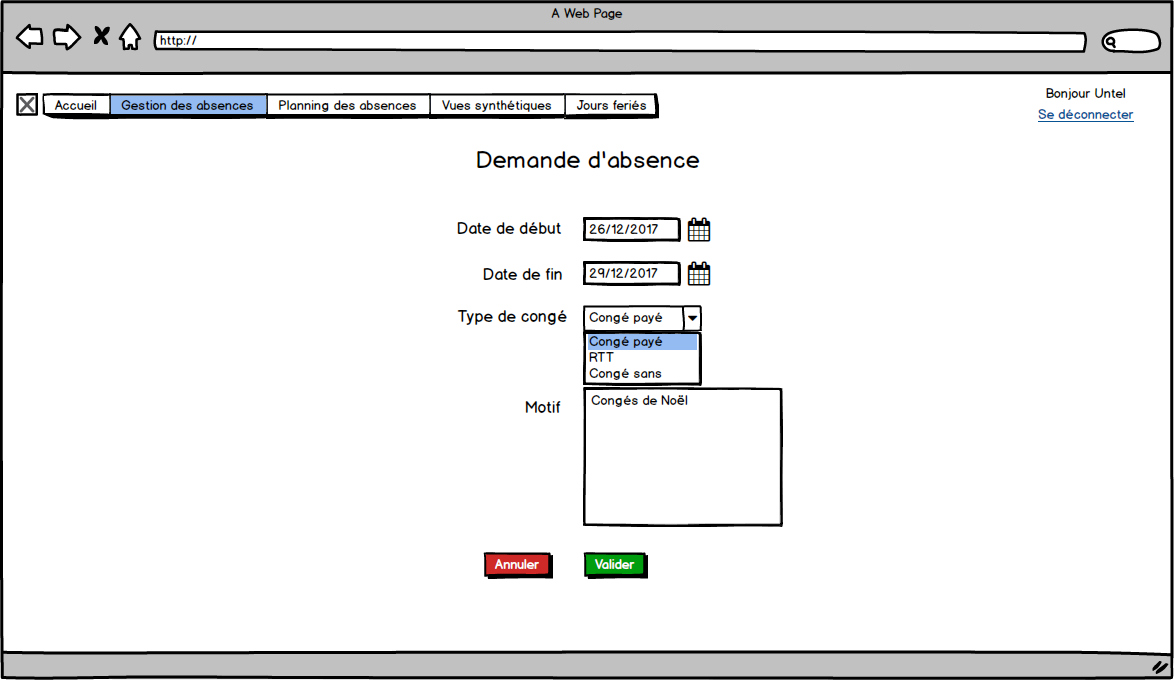 A Web Page
http://
Accueil Gestion des absences Planning des absences Vues synthétiques Jours feriés
Bonjour Untel
Se déconnecter
Demande d'absence
Date de début 26/12/2017
Date de fin 29/12/2017
Type de congé Congé payé
Congé payé
RTT
Congé sans
Motif Congés de Noël
Annuler Valider